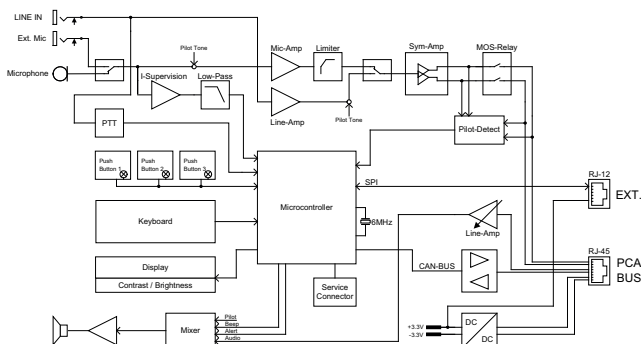 LINE IN
Ext. Mic
Microphone
Pilot Tone
I-Supervision
Low-Pass
Mic-Amp
Limiter
Line-Amp
Pilot Tone
Sym-Amp
MOS-Relay
PTT
Pilot-Detect
Push
Button 1
Push
Button 2
Push
Button 3
Keyboard
Microcontroller
6MHz
SPI
RJ-12
EXT.
Line-Amp
RJ-45
PCA
BUS
CAN-BUS
Display
Contrast / Brightness
Service
Connector
Mixer
Pilot
Beep
Alert
Audio
+3.3V
-3.3V
DC
DC